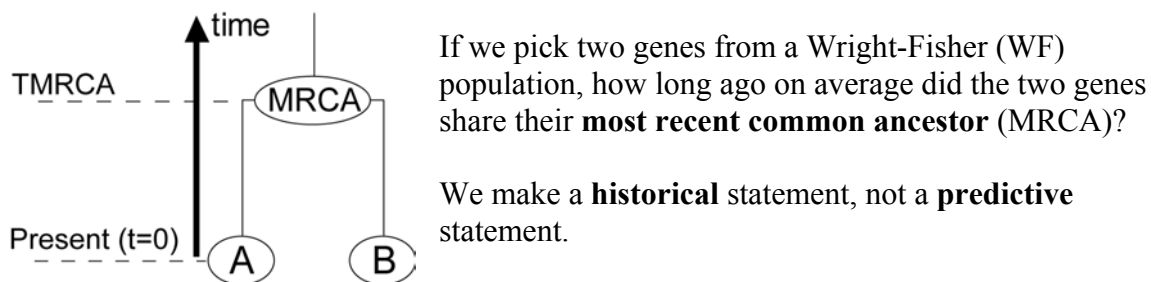 time
TMRCA
MRCA
Present (t=0)
A
B
If we pick two genes from a Wright-Fisher (WF)
population, how long ago on average did the two genes
share their most recent common ancestor (MRCA)?
We make a historical statement, not a predictive
statement.